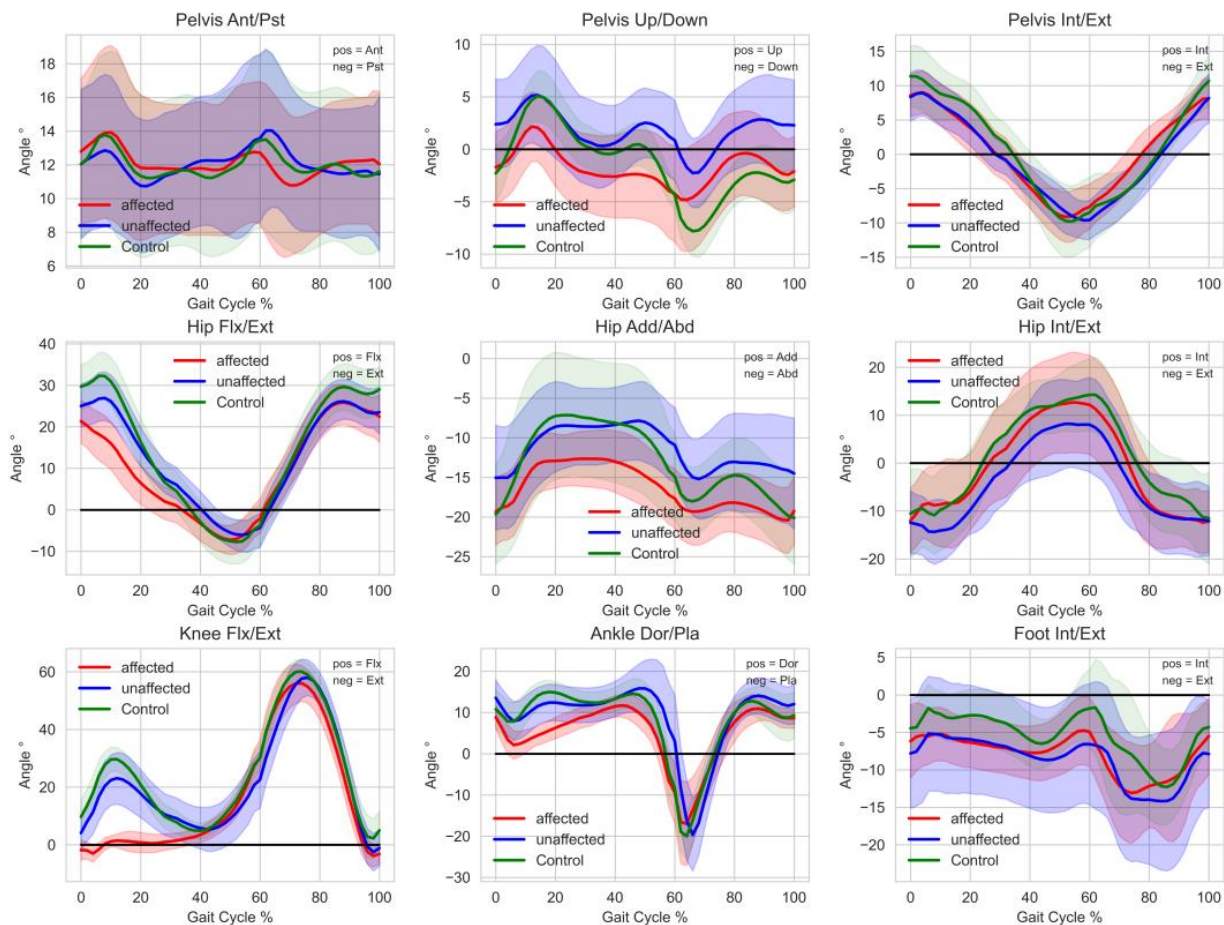 Pelvis Ant/Pst
pos = Ant
neg = Pst
Angle °
18
16
14
12
10
8
6
affected
unaffected
Control
0 20 40 60 80 100
Gait Cycle %
Pelvis Up/Down
pos = Up
neg = Down
Angle °
10
5
0
−5
−10
affected
unaffected
Control
0 20 40 60 80 100
Gait Cycle %
Pelvis Int/Ext
pos = Int
neg = Ext
Angle °
15
10
5
0
−5
−10
−15
affected
unaffected
Control
0 20 40 60 80 100
Gait Cycle %
Hip Flx/Ext
pos = Flx
neg = Ext
Angle °
40
30
20
10
0
−10
affected
unaffected
Control
0 20 40 60 80 100
Gait Cycle %
Hip Add/Abd
pos = Add
neg = Abd
Angle °
0
−5
−10
−15
−20
−25
affected
unaffected
Control
0 20 40 60 80 100
Gait Cycle %
Hip Int/Ext
pos = Int
neg = Ext
Angle °
20
10
0
−10
−20
affected
unaffected
Control
0 20 40 60 80 100
Gait Cycle %
Knee Flx/Ext
pos = Flx
neg = Ext
Angle °
60
40
20
0
affected
unaffected
Control
0 20 40 60 80 100
Gait Cycle %
Ankle Dor/Pla
pos = Dor
neg = Pla
Angle °
20
10
0
−10
−20
−30
affected
unaffected
Control
0 20 40 60 80 100
Gait Cycle %
Foot Int/Ext
pos = Int
neg = Ext
Angle °
5
0
−5
−10
−15
−20
affected
unaffected
Control
0 20 40 60 80 100
Gait Cycle %